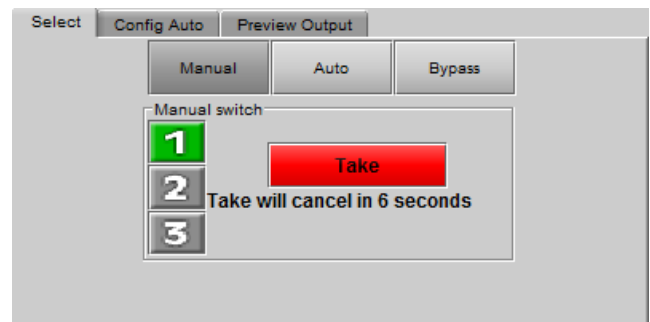 Select Config Auto Preview Output
Manual Auto Bypass
Manual switch
1
Take
2
Take will cancel in 6 seconds
3